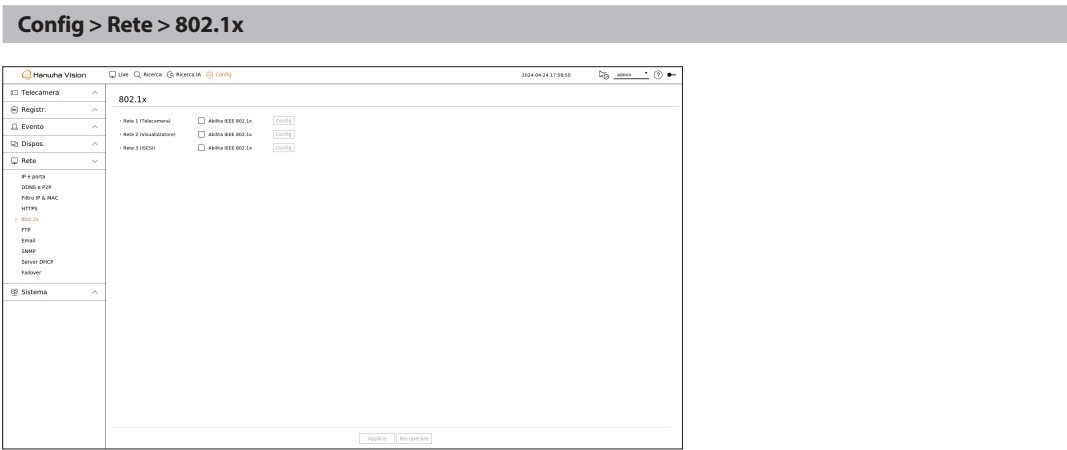 Config > Rete > 802.1x
Hanwha Vision
Live Ricerca Ricerca IA Config
2024-04-24 17:58:50
admin
Telecamera
Registr.
Evento
Dispos.
Rete
IP e porta
DDNS e P2P
Filtro IP & MAC
HTTPS
802.1x
FTP
Email
SNMP
Server DHCP
Failover
Sistema
802.1x
• Rete 1 (Telecamera) Abilita IEEE 802.1x Config
• Rete 2 (Visualizzatore) Abilita IEEE 802.1x Config
• Rete 3 (iSCSI) Abilita IEEE 802.1x Config
Applica Recuperare